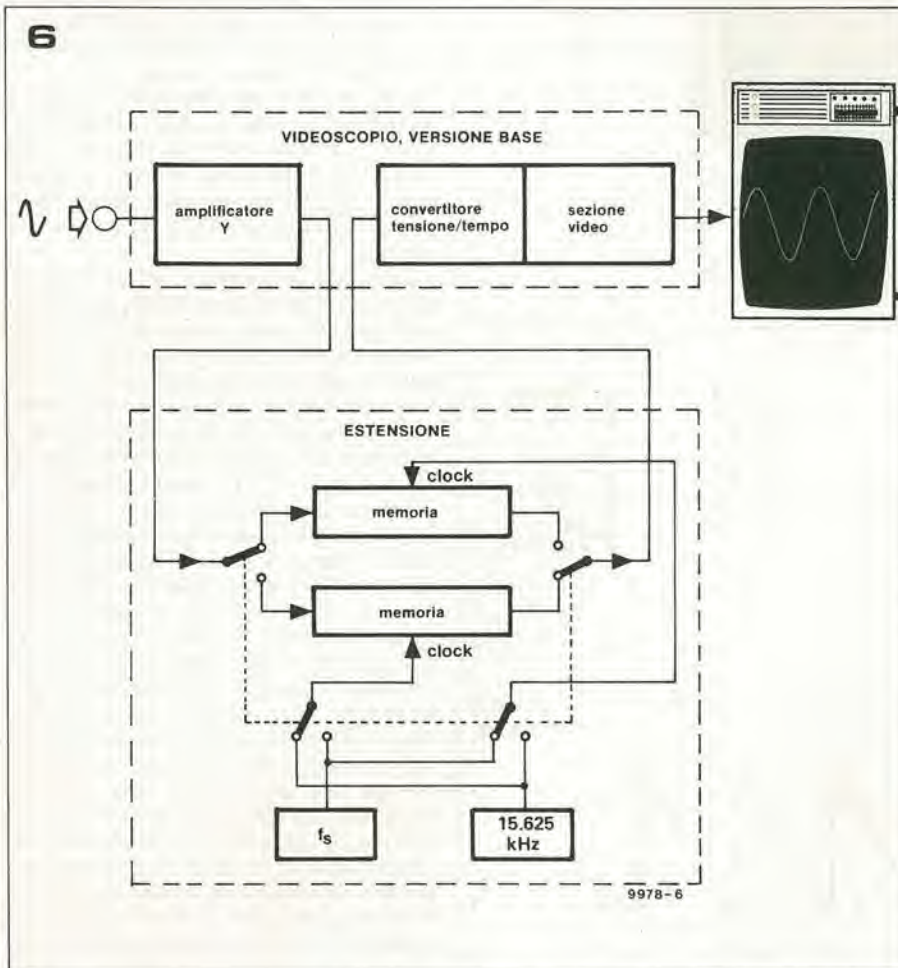 6
VIDEOSCOPIO, VERSIONE BASE
amplificatore
Y
convertitore
tensione/tempo
sezione
video
ESTENSIONE
clock
memoria
memoria
clock
fs
15.625
kHz
9978-6